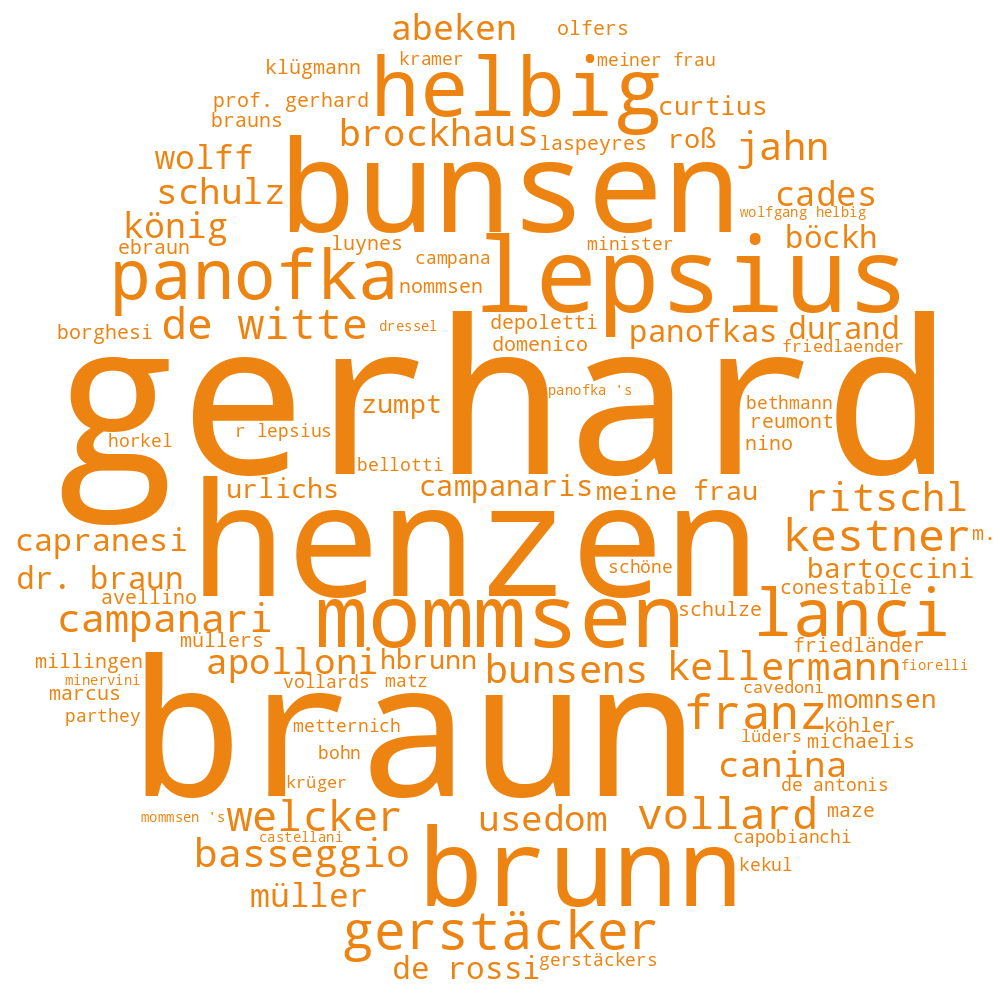 abeken
olfers
klügmann
kramer
helbig
meiner frau
prof. gerhard
brauns
brockhaus
laspeyres
curtius
roß
jahn
wolff
schulz
bunsen
cades
wolfgang helbig
könig
ebraun
luynes
campana
minister
böckh
panofka
nommsen
lepsius
borghesi
de witte
dressel
depoletti
domenico
panofkas
durand
friedlaender
gerhard
zumpt
panofka 's
bethmann
reumont
horkel
r lepsius
nino
bellotti
urlichs
henzen
campanaris
meine frau
ritschl
capranesi
kestner
m.
dr. braun
avellino
schöne
bartoccini
conestabile
campanari
mommsen
schulze
lanci
müllers
friedländer
millingen
minervini
marcus
apolloni
hbrunn
vollards
matz
bunsens
kellermann
fiorelli
cavedoni
parthey
braun
metternich
franz
momnsen
köhler
lüders
michaelis
bohn
krüger
canina
de antonis
mommsen 's
welcker
castellani
usedom
vollard
maze
capobianchi
basseggio
brunn
kekul
müller
gerstäcker
de rossi
gerstäckers